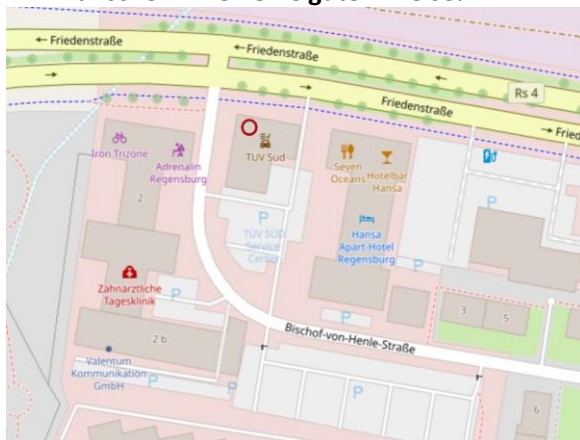 ← Friedenstraße
← Friedenstraße
←
→
→
Friedenstraße
Rs 4
→ Fried
Iron Trizone
Adrenalin
Regensburg
TÜV Süd
Seven
Oceans
Hotelbar
Hansa
2
P
TÜV SÜD
Service
Center
P
Hansa
Apart-Hotel
Regensburg
P
P
Zahnärztliche
Tagesklinik
P
P
3
5
Bischof-von-Henle-Straße
2 b
Valentum
Kommunikation
GmbH
P
P
P
6